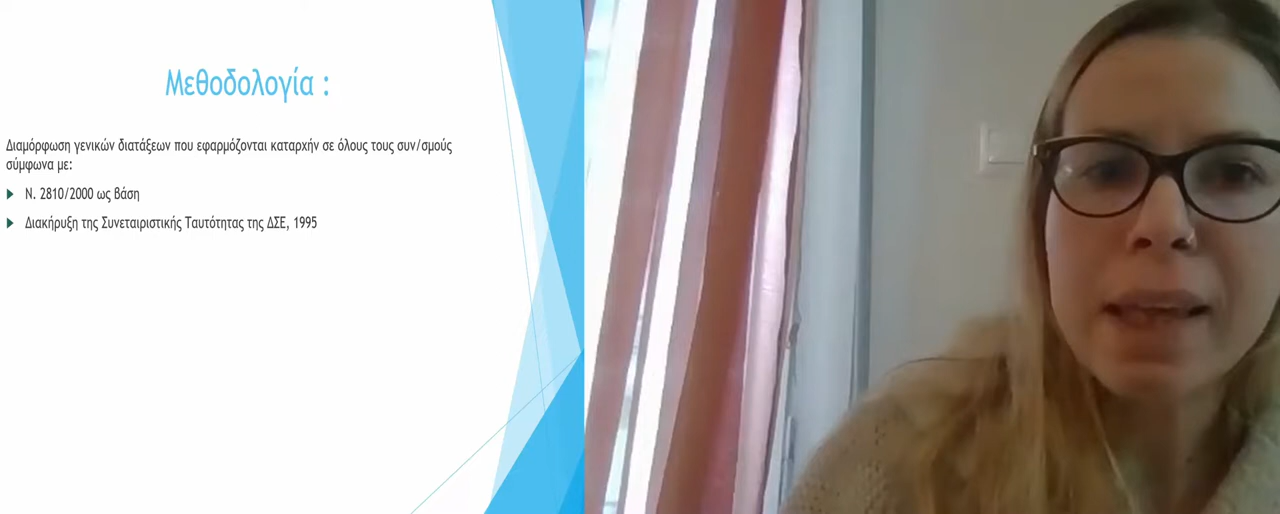 Μεθοδολογία :
Διαμόρφωση γενικών διατάξεων που εφαρμόζονται καταρχήν σε όλους τους συν/σμούς
σύμφωνα με:
Ν. 2810/2000 ως βάση
Διακήρυξη της Συνεταιριστικής Ταυτότητας της ΔΣΕ, 1995